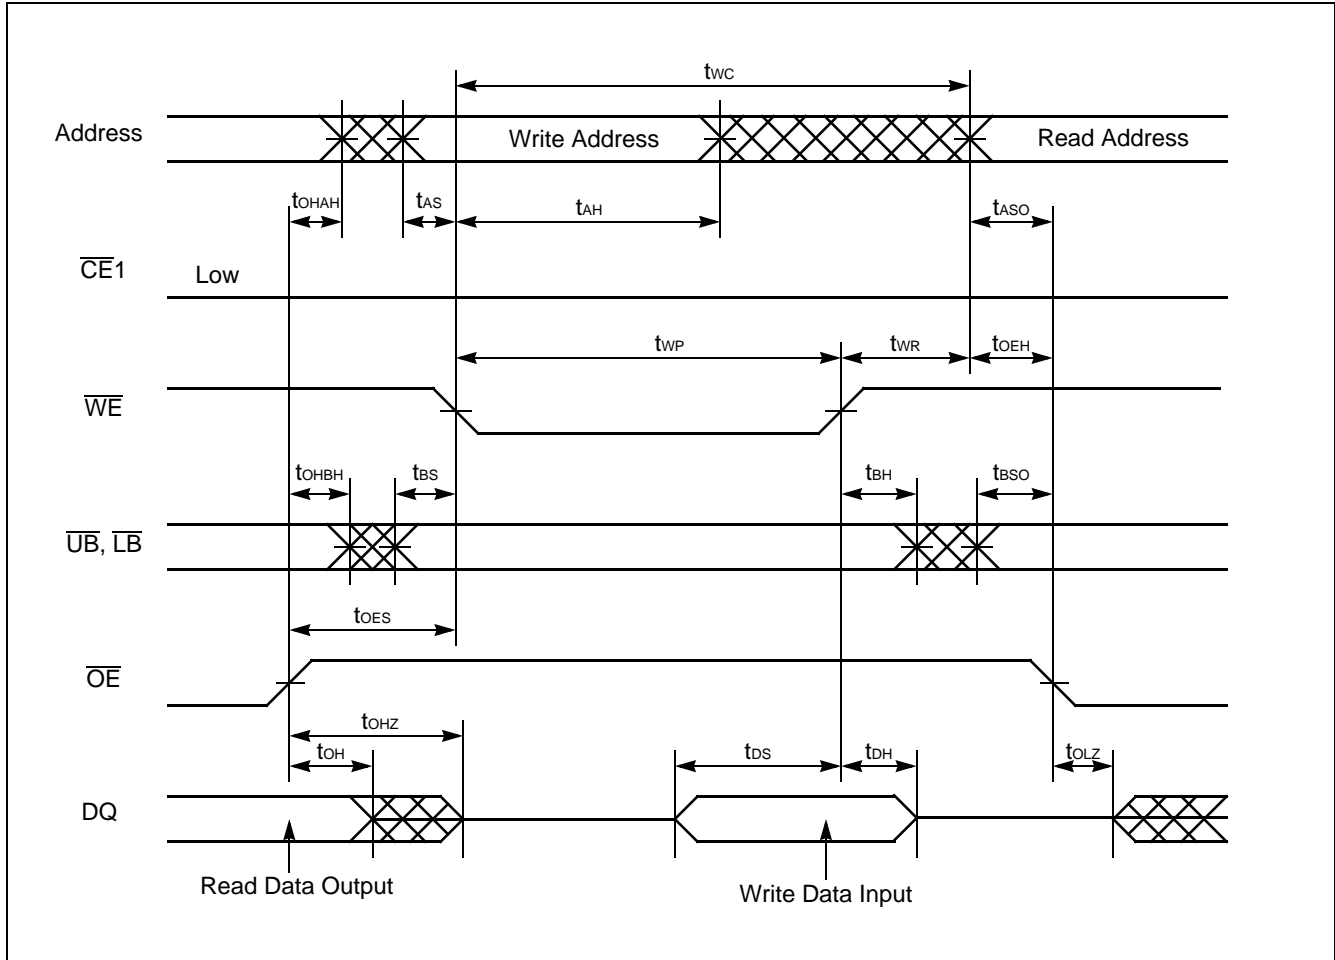 tWC
Address
Write Address
Read Address
tOHAH
tAS
tAH
tASO
CE1
Low
tWP
tWR
tOEH
WE
tOHBH
tBS
tBH
tBSO
UB, LB
tOES
OE
tOHZ
tOH
tDS
tDH
tOLZ
DQ
Read Data Output
Write Data Input